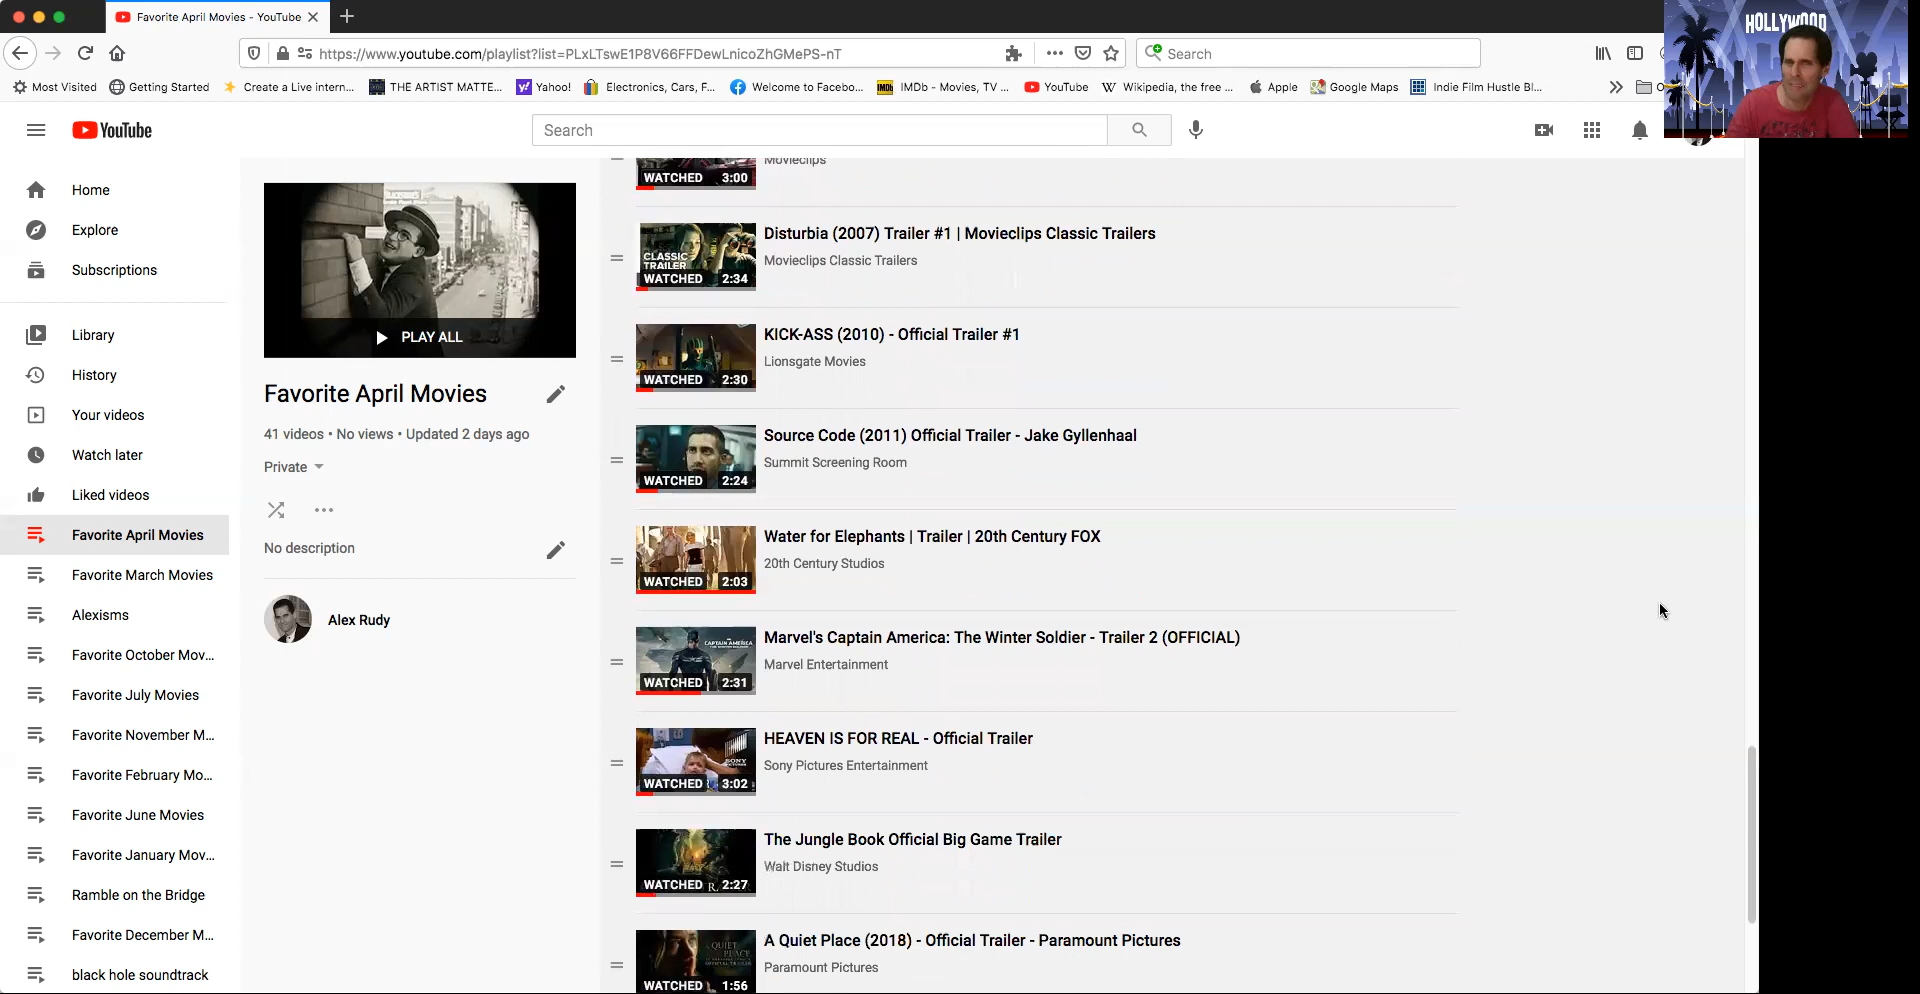 Favorite April Movies - YouTube
https://www.youtube.com/playlist?list=PLxLTswE1P8V66FFDewLnicoZhGMePS-nT
Search
Most Visited
Getting Started
Create a Live intern...
THE ARTIST MATTE...
Yahoo!
Electronics, Cars, F...
Welcome to Facebo...
IMDb - Movies, TV ...
YouTube
Wikipedia, the free ...
Apple
Google Maps
Indie Film Hustle Bl...
HOLLYWOOD
YouTube
Search
Home
Explore
Subscriptions
Library
History
Your videos
Watch later
Liked videos
Favorite April Movies
Favorite March Movies
Alexisms
Favorite October Mov...
Favorite July Movies
Favorite November M...
Favorite February Mo...
Favorite June Movies
Favorite January Mov...
Ramble on the Bridge
Favorite December M...
black hole soundtrack
PLAY ALL
Favorite April Movies
41 videos • No views • Updated 2 days ago
Private
No description
Alex Rudy
WATCHED 3:00
Movieclips
CLASSIC
TRAILER
WATCHED 2:34
Disturbia (2007) Trailer #1 | Movieclips Classic Trailers
Movieclips Classic Trailers
WATCHED 2:30
KICK-ASS (2010) - Official Trailer #1
Lionsgate Movies
WATCHED 2:24
Source Code (2011) Official Trailer - Jake Gyllenhaal
Summit Screening Room
WATCHED 2:03
Water for Elephants | Trailer | 20th Century FOX
20th Century Studios
CAPTAIN AMERICA
WATCHED 2:31
Marvel's Captain America: The Winter Soldier - Trailer 2 (OFFICIAL)
Marvel Entertainment
SONY
WATCHED 3:02
HEAVEN IS FOR REAL - Official Trailer
Sony Pictures Entertainment
WATCHED 2:27
The Jungle Book Official Big Game Trailer
Walt Disney Studios
QUIET
PLACE
WATCHED 1:56
A Quiet Place (2018) - Official Trailer - Paramount Pictures
Paramount Pictures